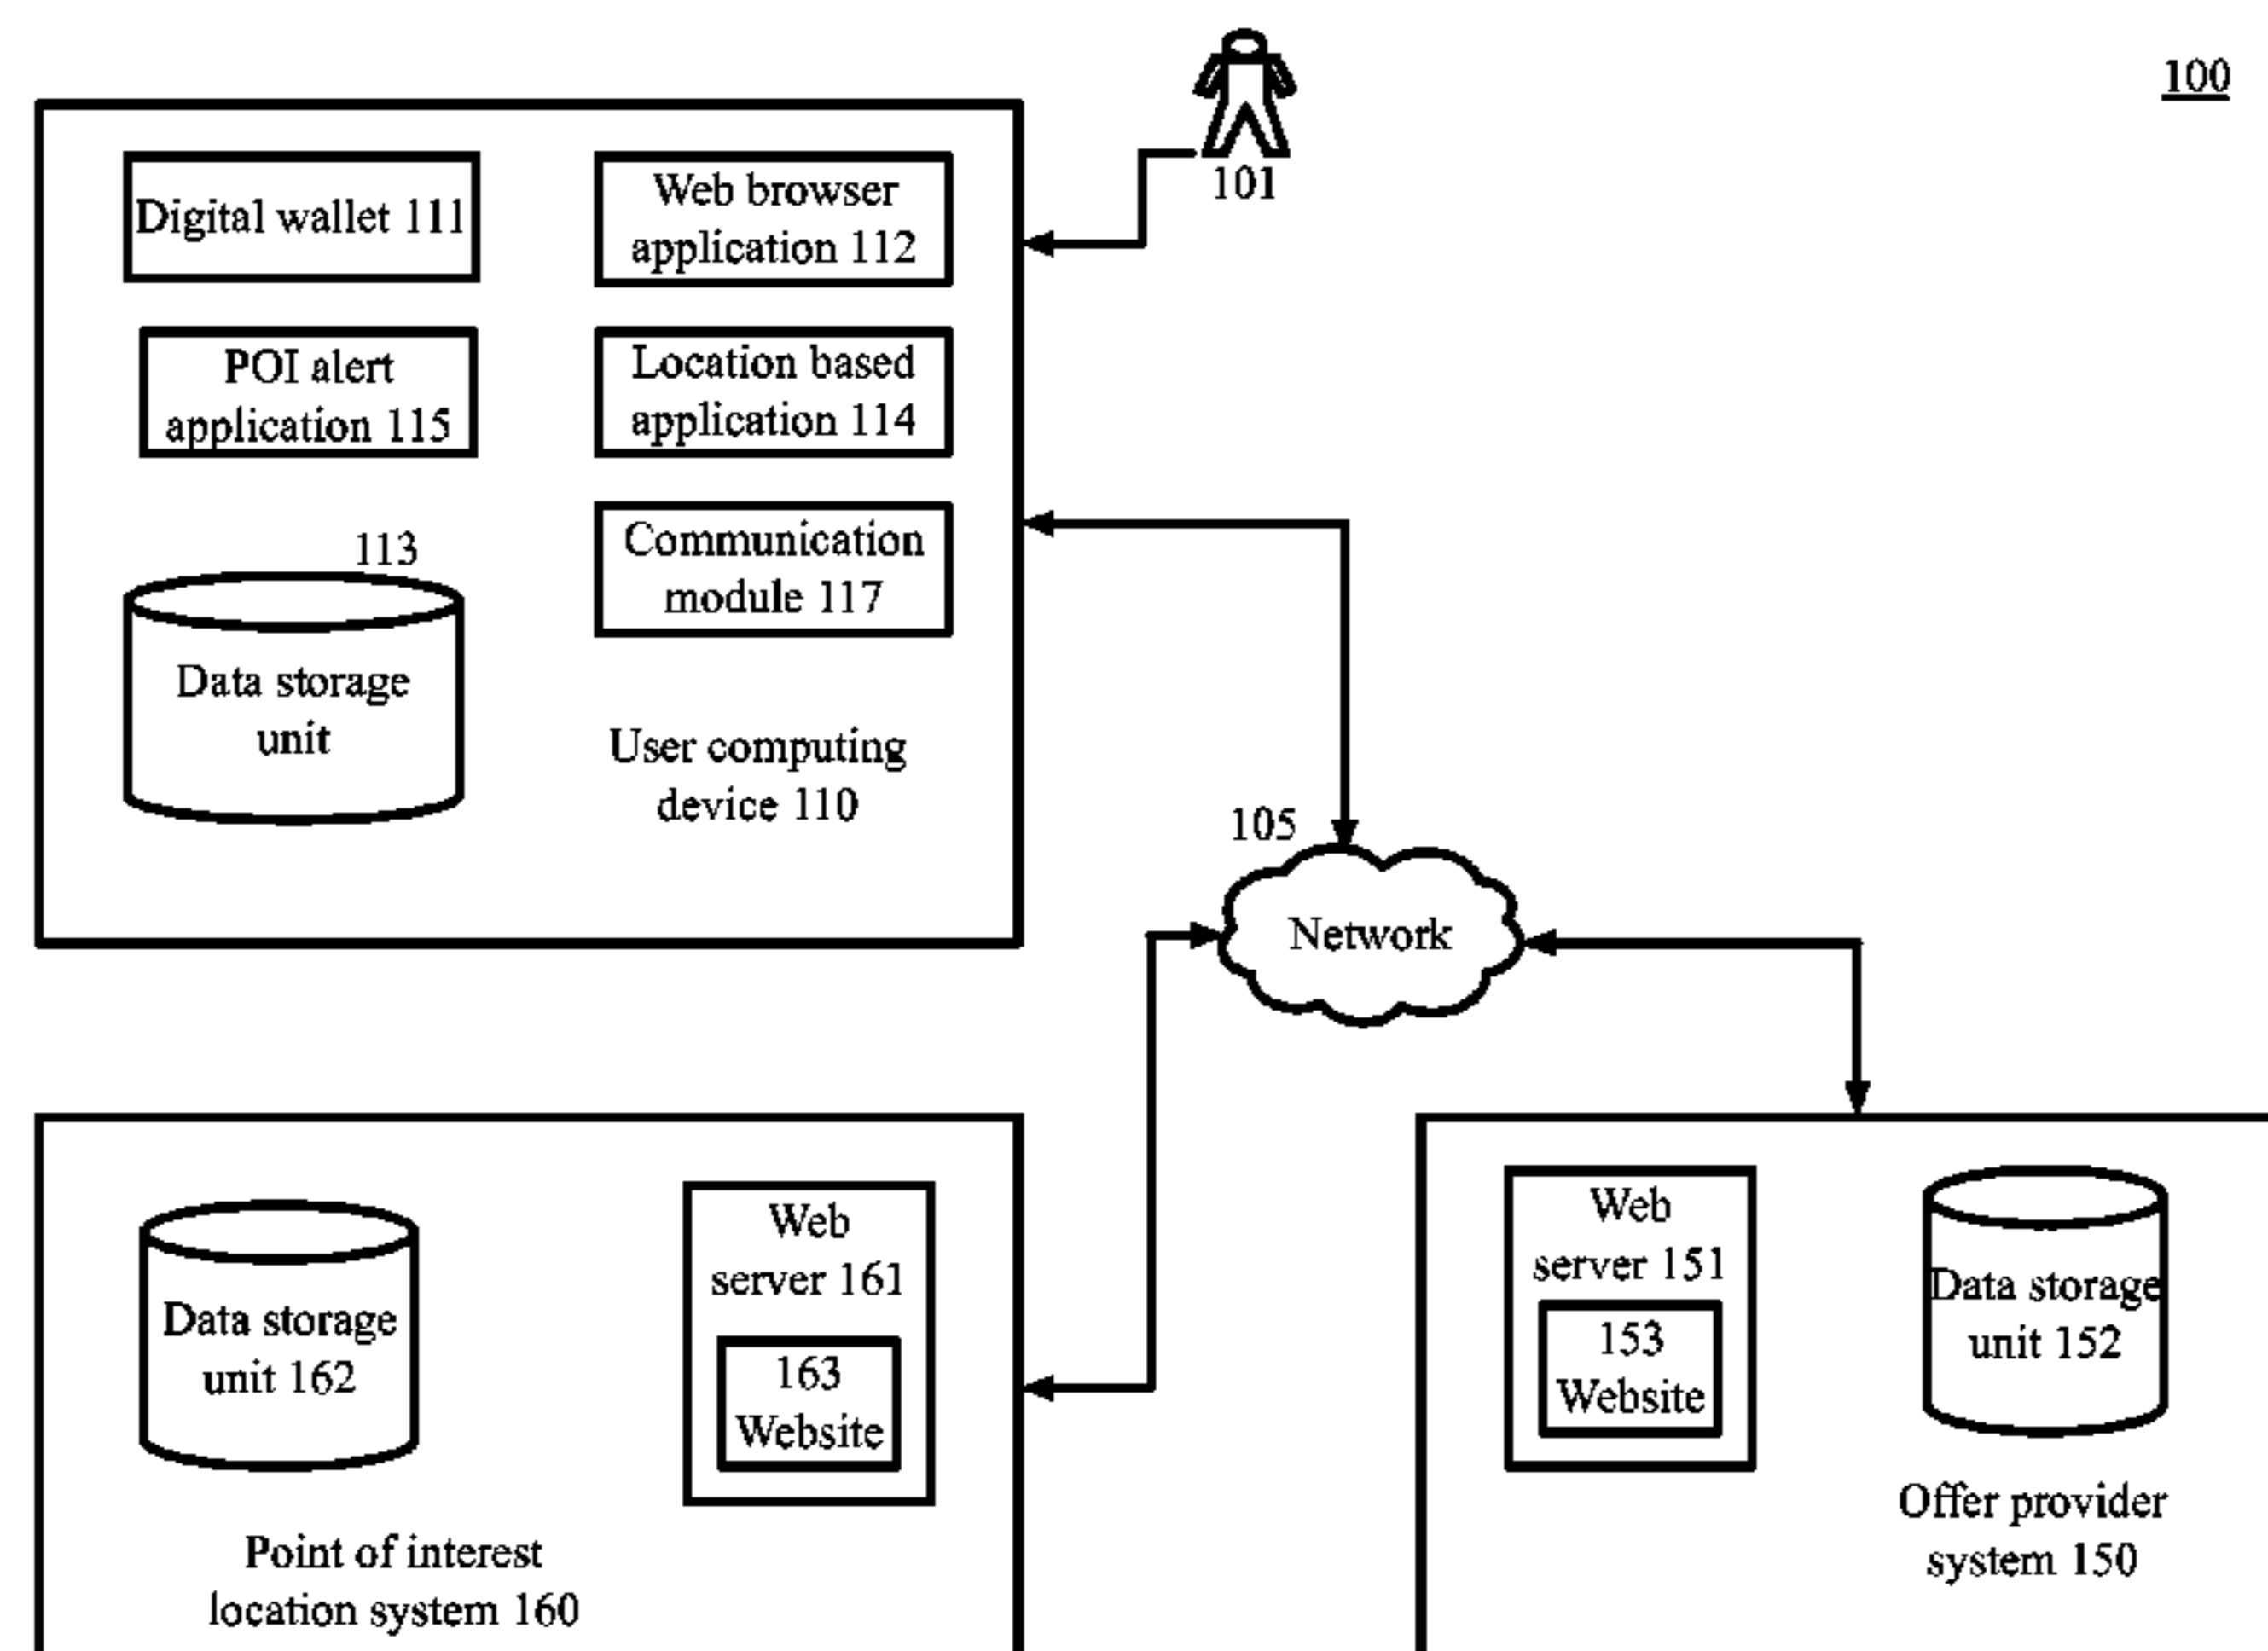 100
101
Digital wallet 111
Web browser
application 112
POI alert
application 115
Location based
application 114
113
Data storage
unit
Communication
module 117
User computing
device 110
105
Network
Data storage
unit 162
Web
server 161
163
Website
Point of interest
location system 160
Web
server 151
153
Website
Data storage
unit 152
Offer provider
system 150